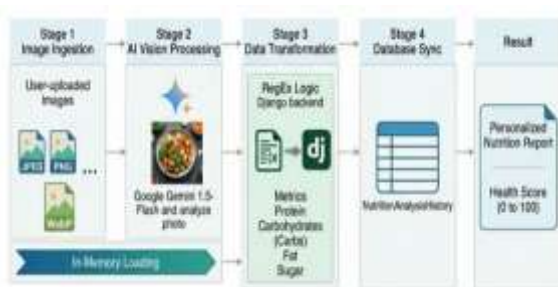 Stage 1
Image Ingestion
User-uploaded
Images
JPEG
PNG
...
WebP
In-Memory Loading
Stage 2
AI Vision Processing
Google Gemini 1.5-
Flash and analyze
photo
Stage 3
Data Transformation
RegEx Logic
Django backend
dj
Metrics
Protein
Carbohydrates
(Carbs)
Fat
Sugar
Stage 4
Database Sync
NutritionAnalysisHistory
Result
Personalized
Nutrition Report
Health Score
(0 to 100)